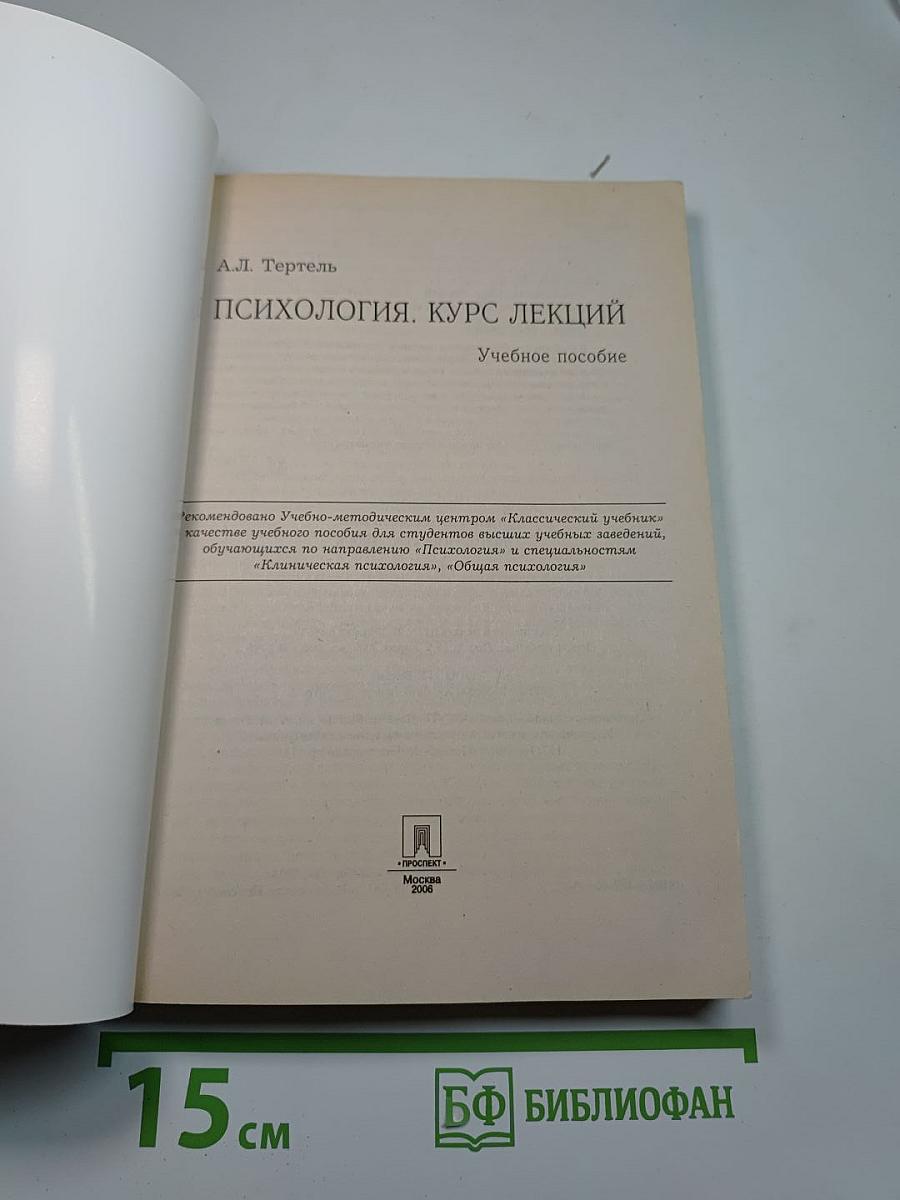 А.Л. Тертель
ПСИХОЛОГИЯ. КУРС ЛЕКЦИЙ
Учебное пособие
Рекомендовано Учебно-методическим центром «Классический учебник»
качестве учебного пособия для студентов высших учебных заведений,
обучающихся по направлению «Психология» и специальностям
«Клиническая психология», «Общая психология»
• ПРОСПЕКТ •
Москва
2006
15 см
БФ БИБЛИОФАН